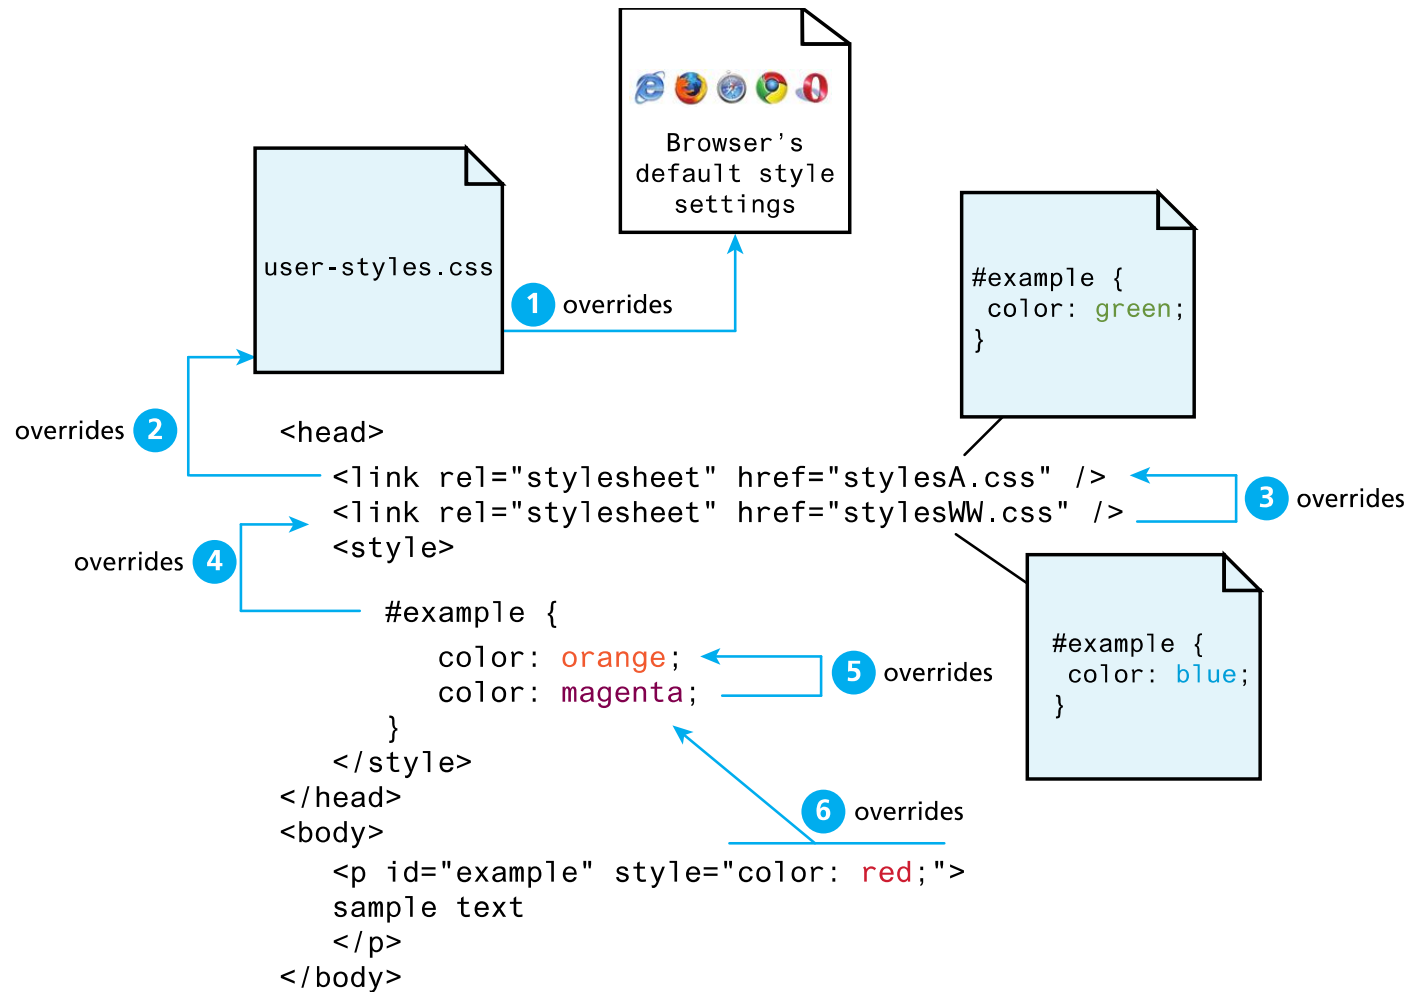 Browser’s
default style
settings
user-styles.css
1 overrides
#example {
color: green;
}
overrides 2
<head>
<link rel="stylesheet" href="stylesA.css" />
<link rel="stylesheet" href="stylesWW.css" />
3 overrides
<style>
overrides 4
#example {
color: orange;
color: magenta;
5 overrides
}
#example {
color: blue;
}
</style>
</head>
6 overrides
<body>
<p id="example" style="color: red;">
sample text
</p>
</body>